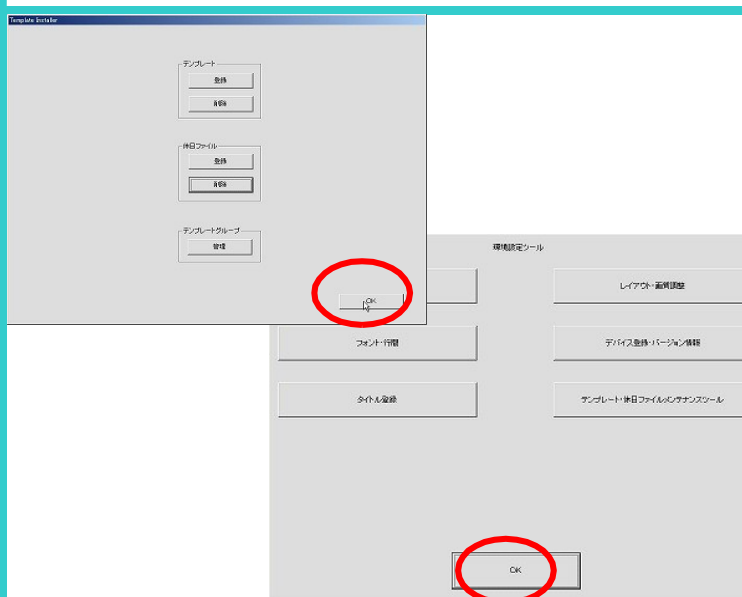 Template Installer
テンプレート
登録
削除
休日ファイル
登録
削除
テンプレートグループ
管理
OK
環境設定ツール
レイアウト・画質調整
フォント・行間
デバイス登録・バージョン情報
タイトル登録
テンプレート・休日ファイルメンテナンスツール
OK